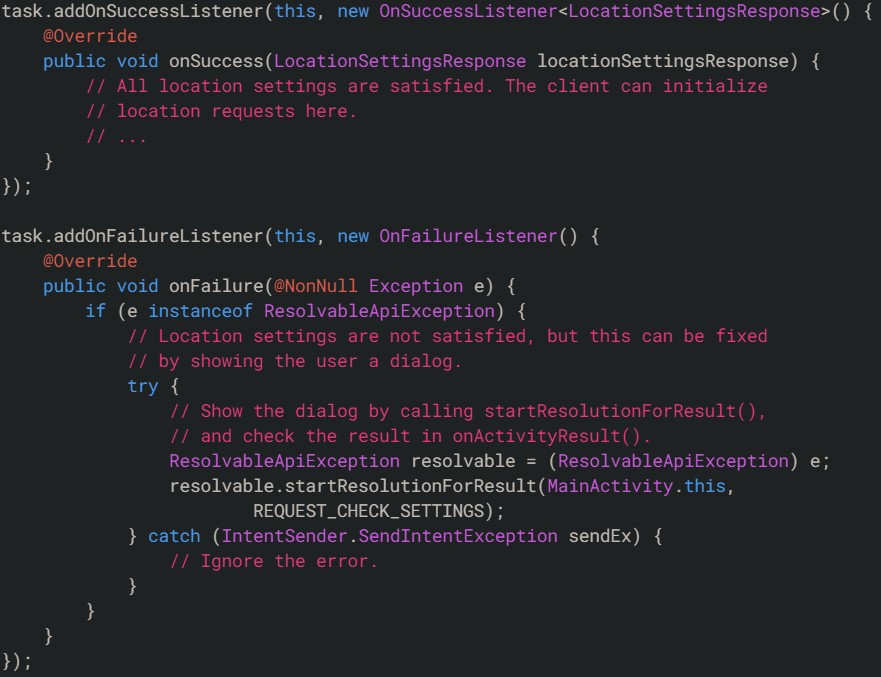 task.addOnSuccessListener(this, new OnSuccessListener<LocationSettingsResponse>() {
    @Override
    public void onSuccess(LocationSettingsResponse locationSettingsResponse) {
        // All location settings are satisfied. The client can initialize
        // location requests here.
        // ...
    }
});

task.addOnFailureListener(this, new OnFailureListener() {
    @Override
    public void onFailure(@NonNull Exception e) {
        if (e instanceof ResolvableApiException) {
            // Location settings are not satisfied, but this can be fixed
            // by showing the user a dialog.
            try {
                // Show the dialog by calling startResolutionForResult(),
                // and check the result in onActivityResult().
                ResolvableApiException resolvable = (ResolvableApiException) e;
                resolvable.startResolutionForResult(MainActivity.this,
                        REQUEST_CHECK_SETTINGS);
            } catch (IntentSender.SendIntentException sendEx) {
                // Ignore the error.
            }
        }
    }
});